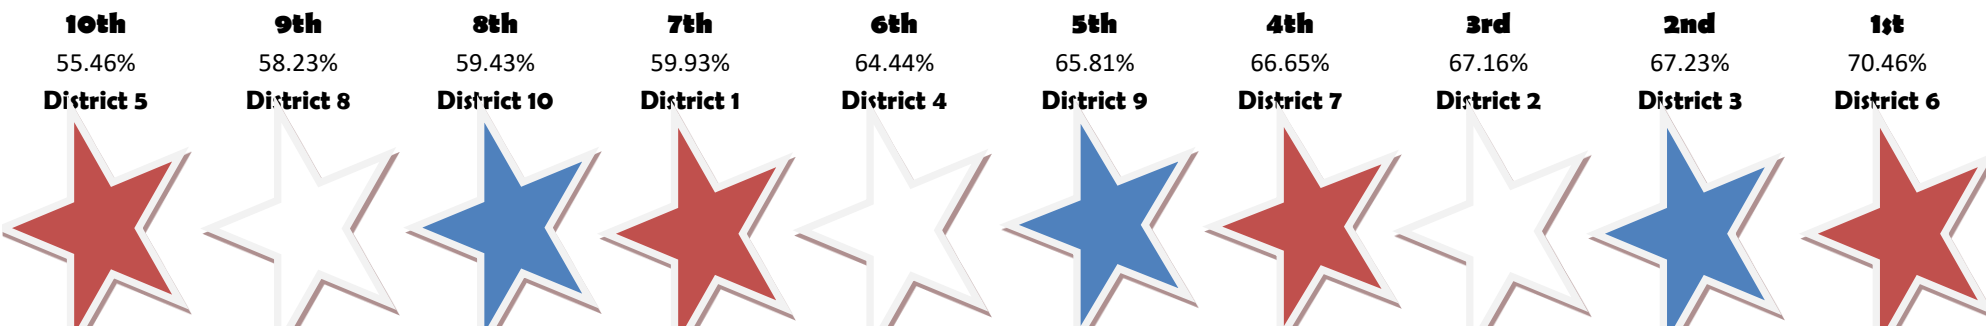 10th 9th 8th 7th 6th 5th 4th 3rd 2nd 1st
55.46% 58.23% 59.43% 59.93% 64.44% 65.81% 66.65% 67.16% 67.23% 70.46%
District 5 District 8 District 10 District 1 District 4 District 9 District 7 District 2 District 3 District 6